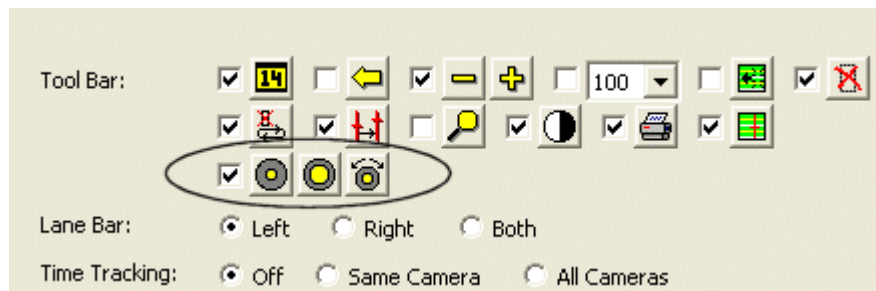 Tool Bar: 14 100
Lane Bar: Left Right Both
Time Tracking: Off Same Camera All Cameras